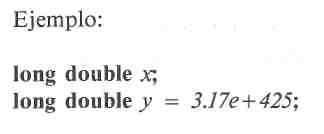 Ejemplo:
long double x;
long double y = 3.17e+425;